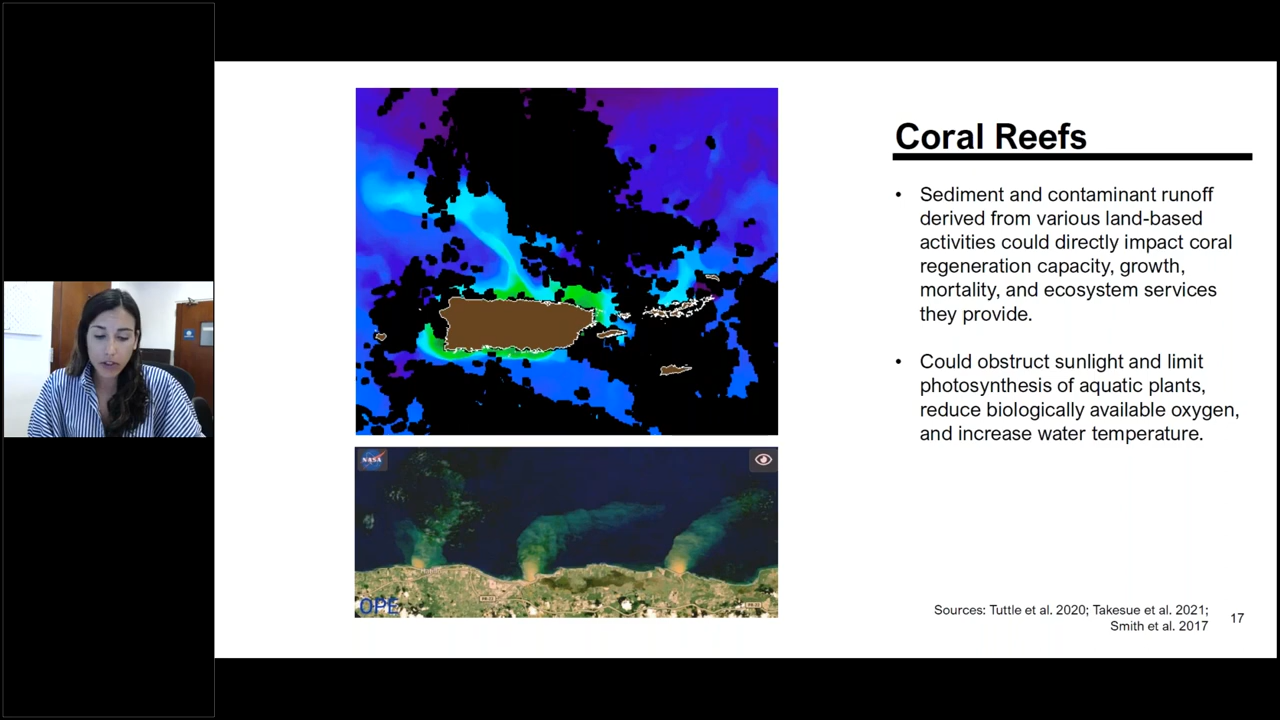 Coral Reefs
• Sediment and contaminant runoff
derived from various land-based
activities could directly impact coral
regeneration capacity, growth,
mortality, and ecosystem services
they provide.
• Could obstruct sunlight and limit
photosynthesis of aquatic plants,
reduce biologically available oxygen,
and increase water temperature.
NASA
OPE
Sources: Tuttle et al. 2020; Takesue et al. 2021;
Smith et al. 2017
17